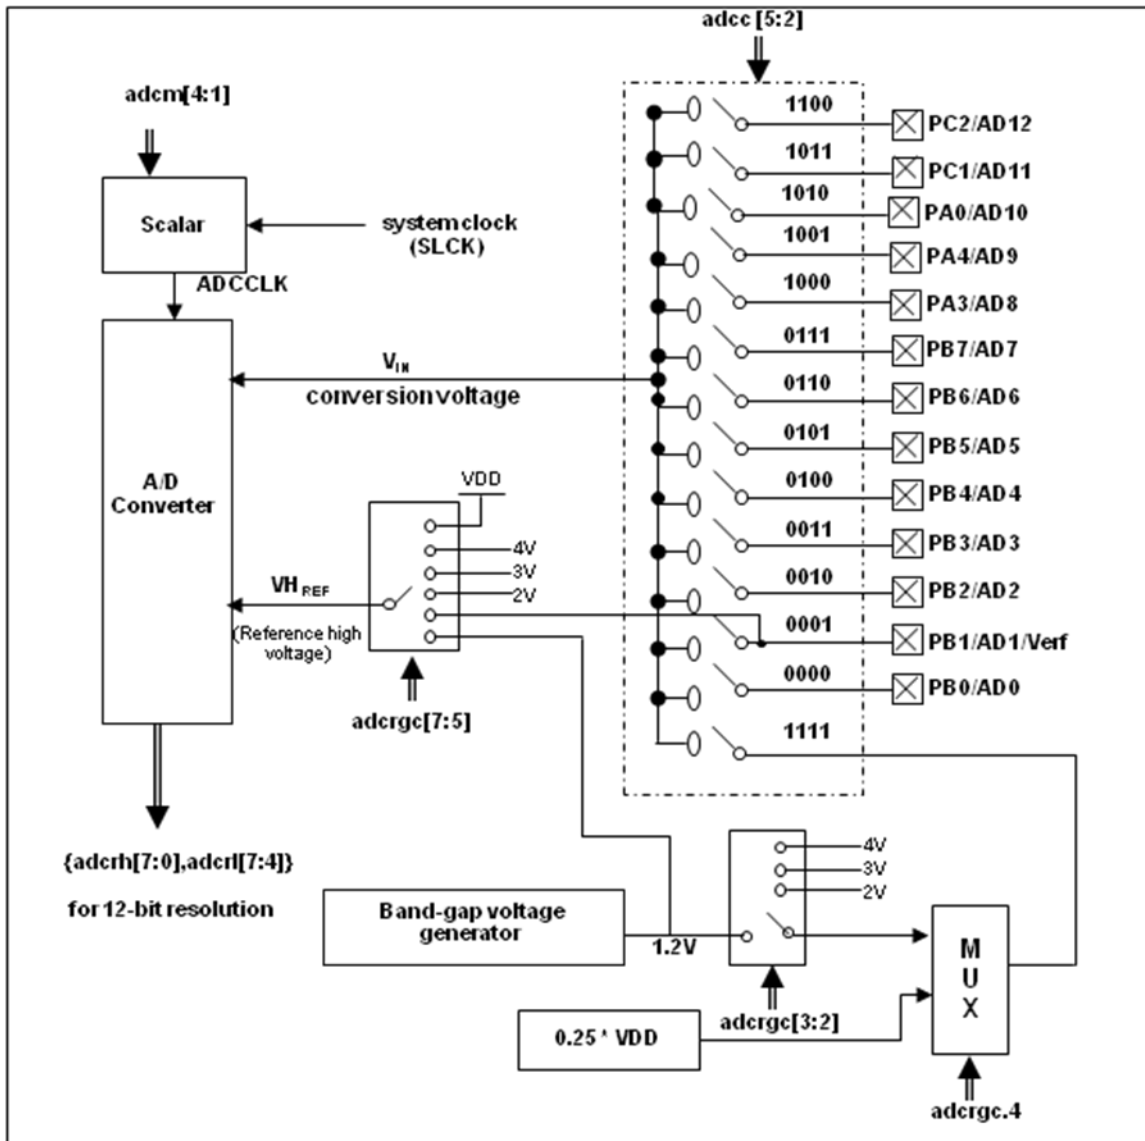 adcc [5:2]
adcm[4:1]
Scalar
system clock
(SLCK)
ADCCLK
1100
PC2/AD12
1011
PC1/AD11
1010
PA0/AD10
1001
PA4/AD9
1000
PA3/AD8
0111
PB7/AD7
0110
PB6/AD6
0101
PB5/AD5
0100
PB4/AD4
0011
PB3/AD3
0010
PB2/AD2
0001
PB1/AD1/Verf
0000
PB0/AD0
1111
VIN
conversion voltage
A/D
Converter
VDD
4V
3V
2V
VH REF
(Reference high
voltage)
adcrgc[7:5]
{adcrh[7:0],adcrl[7:4]}
for 12-bit resolution
Band-gap voltage
generator
1.2V
4V
3V
2V
adcrgc[3:2]
0.25 * VDD
M
U
X
adcrgc.4